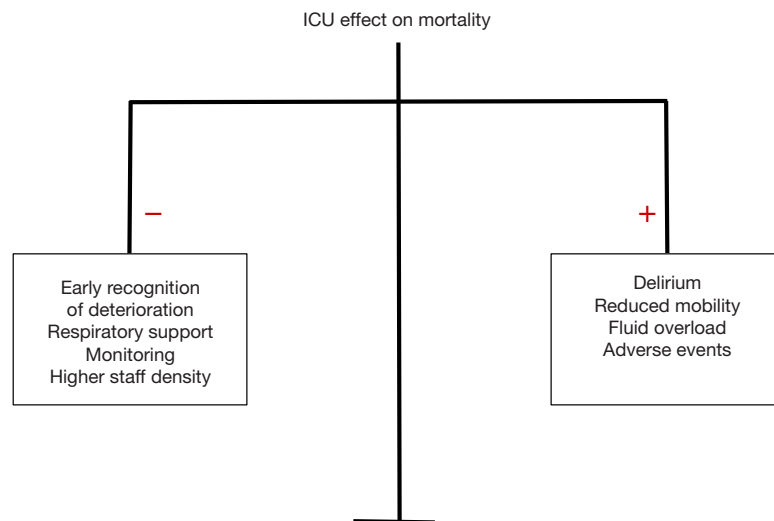 ICU effect on mortality
−
+
Early recognition
of deterioration
Respiratory support
Monitoring
Higher staff density
Delirium
Reduced mobility
Fluid overload
Adverse events